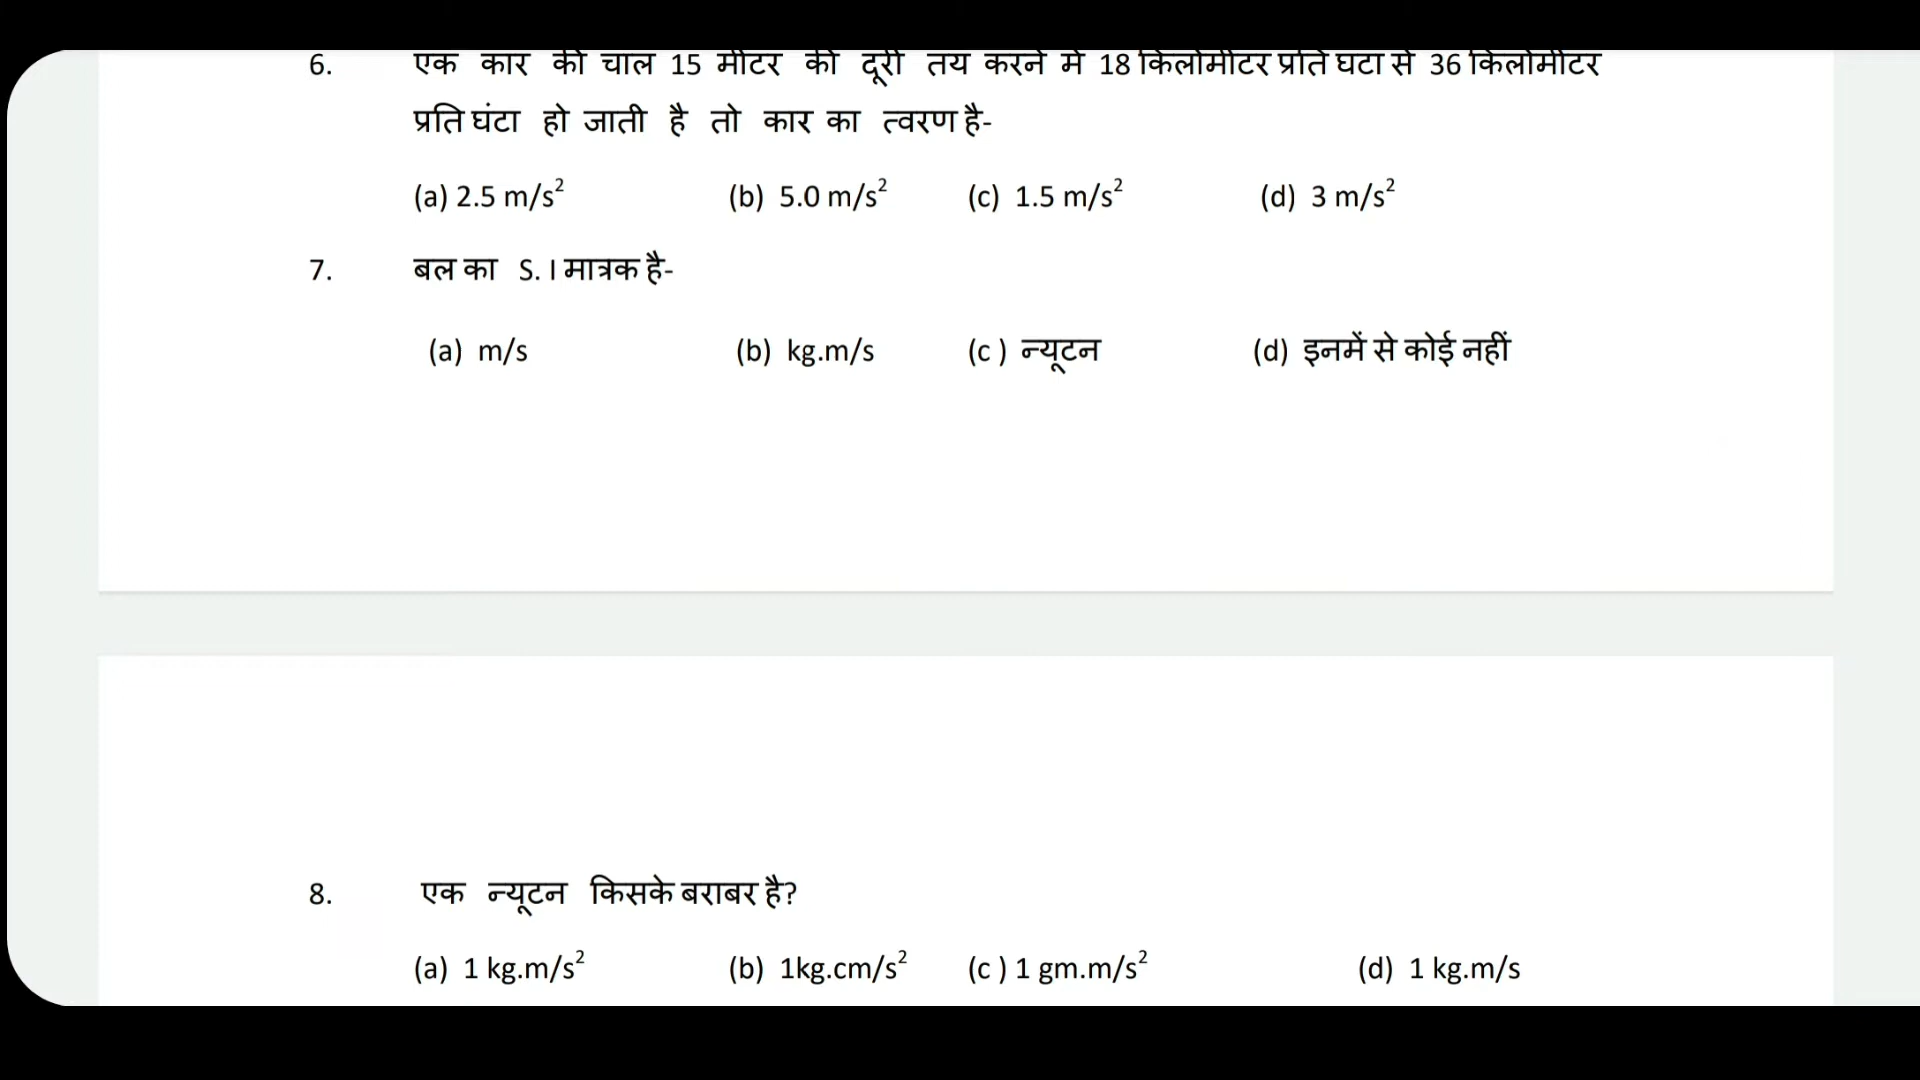 6. एक कार की चाल 15 मीटर की दूरी तय करने में 18 किलोमीटर प्रति घंटा से 36 किलोमीटर
प्रति घंटा हो जाती है तो कार का त्वरण है-
(a) 2.5 m/s² (b) 5.0 m/s² (c) 1.5 m/s² (d) 3 m/s²
7. बल का S. I मात्रक है-
(a) m/s (b) kg.m/s (c ) न्यूटन (d) इनमें से कोई नहीं
8. एक न्यूटन किसके बराबर है?
(a) 1 kg.m/s² (b) 1kg.cm/s² (c ) 1 gm.m/s² (d) 1 kg.m/s